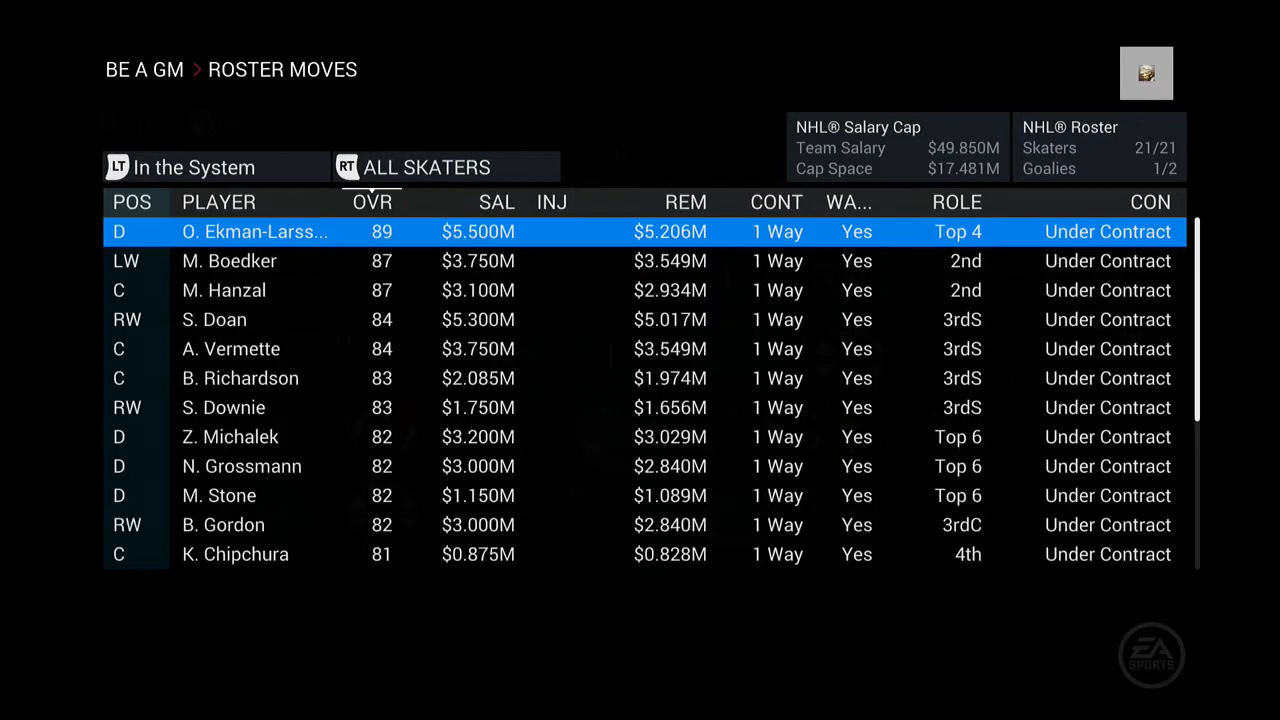 BE A GM > ROSTER MOVES
NHL® Salary Cap
Team Salary $49.850M
Cap Space $17.481M
NHL® Roster
Skaters 21/21
Goalies 1/2
LT In the System
RT ALL SKATERS
POS PLAYER OVR SAL INJ REM CONT WA... ROLE CON
D O. Ekman-Larss... 89 $5.500M $5.206M 1 Way Yes Top 4 Under Contract
LW M. Boedker 87 $3.750M $3.549M 1 Way Yes 2nd Under Contract
C M. Hanzal 87 $3.100M $2.934M 1 Way Yes 2nd Under Contract
RW S. Doan 84 $5.300M $5.017M 1 Way Yes 3rdS Under Contract
C A. Vermette 84 $3.750M $3.549M 1 Way Yes 3rdS Under Contract
C B. Richardson 83 $2.085M $1.974M 1 Way Yes 3rdS Under Contract
RW S. Downie 83 $1.750M $1.656M 1 Way Yes 3rdS Under Contract
D Z. Michalek 82 $3.200M $3.029M 1 Way Yes Top 6 Under Contract
D N. Grossmann 82 $3.000M $2.840M 1 Way Yes Top 6 Under Contract
D M. Stone 82 $1.150M $1.089M 1 Way Yes Top 6 Under Contract
RW B. Gordon 82 $3.000M $2.840M 1 Way Yes 3rdC Under Contract
C K. Chipchura 81 $0.875M $0.828M 1 Way Yes 4th Under Contract
EA
SPORTS